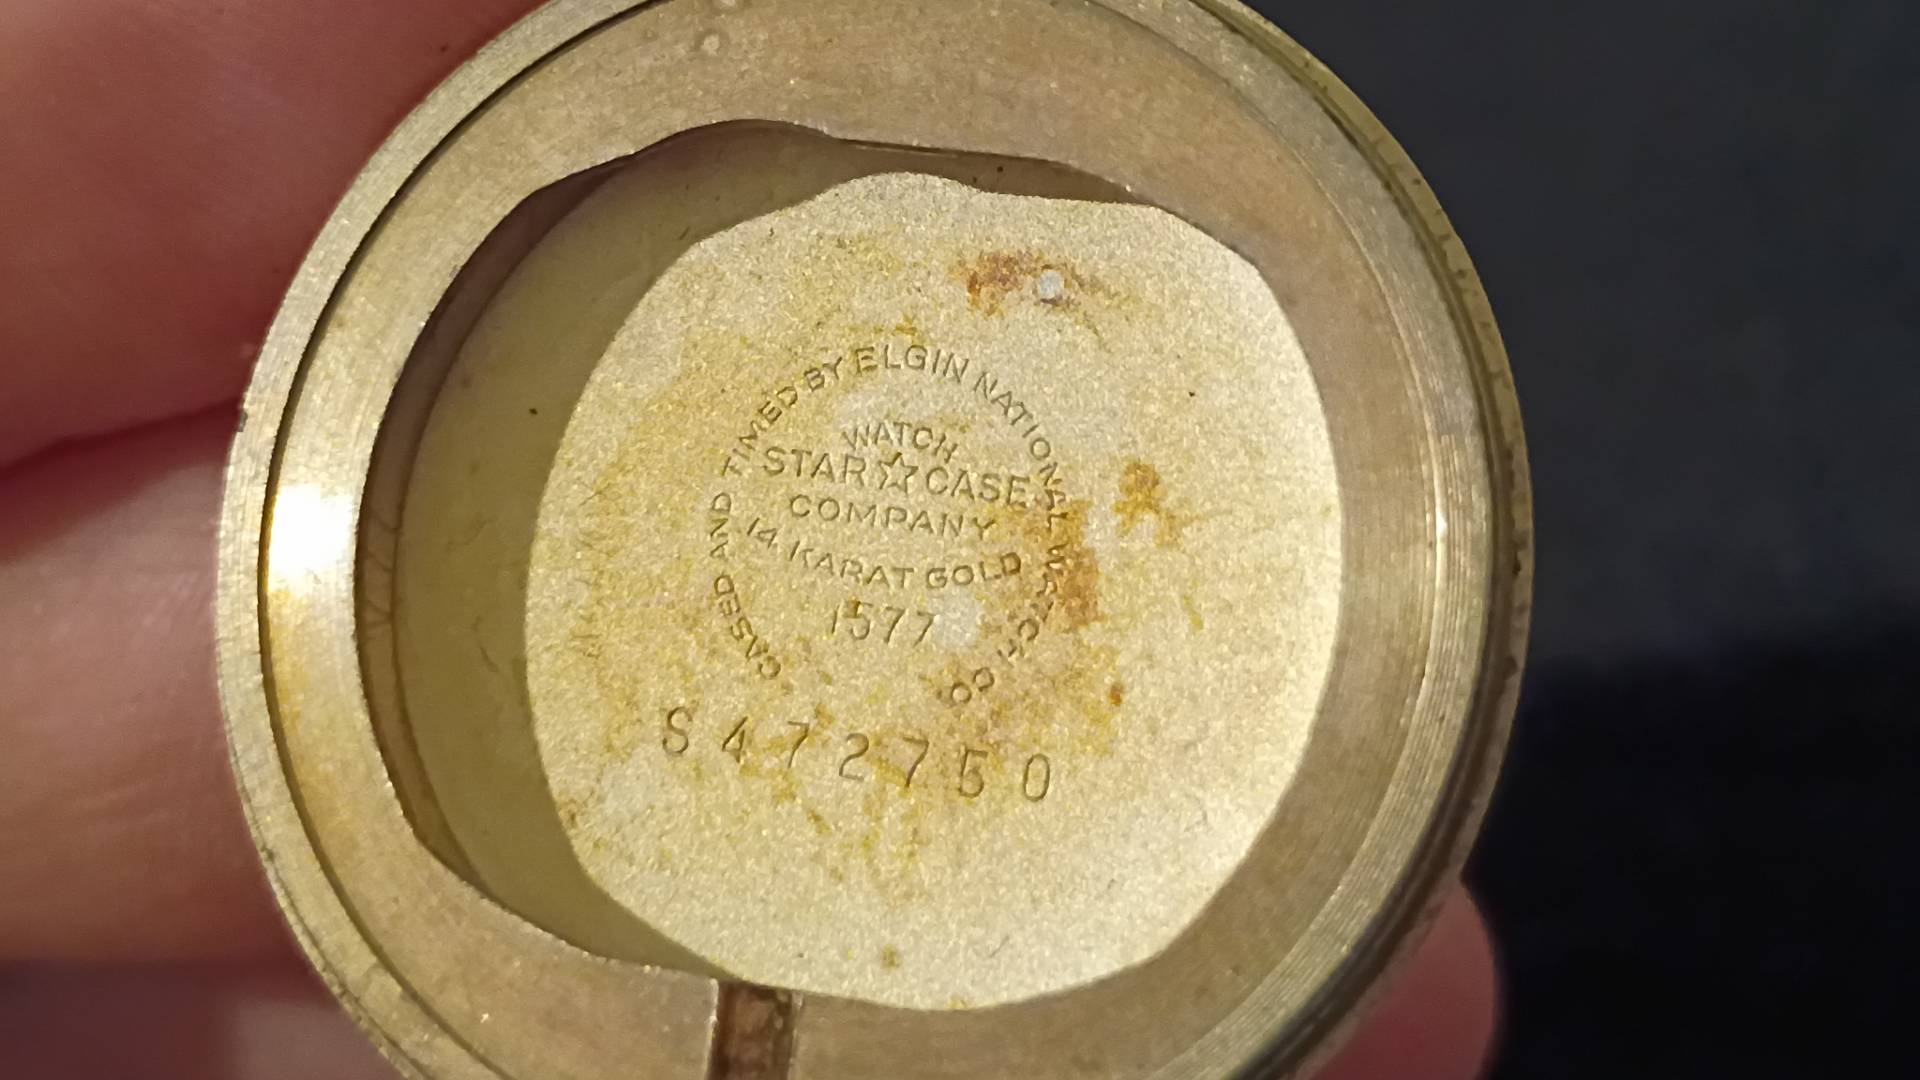 CASED AND TIMED BY ELGIN NATIONAL WATCH CO.
WATCH
STAR☆CASE
COMPANY
14 KARAT GOLD
1577
S472750